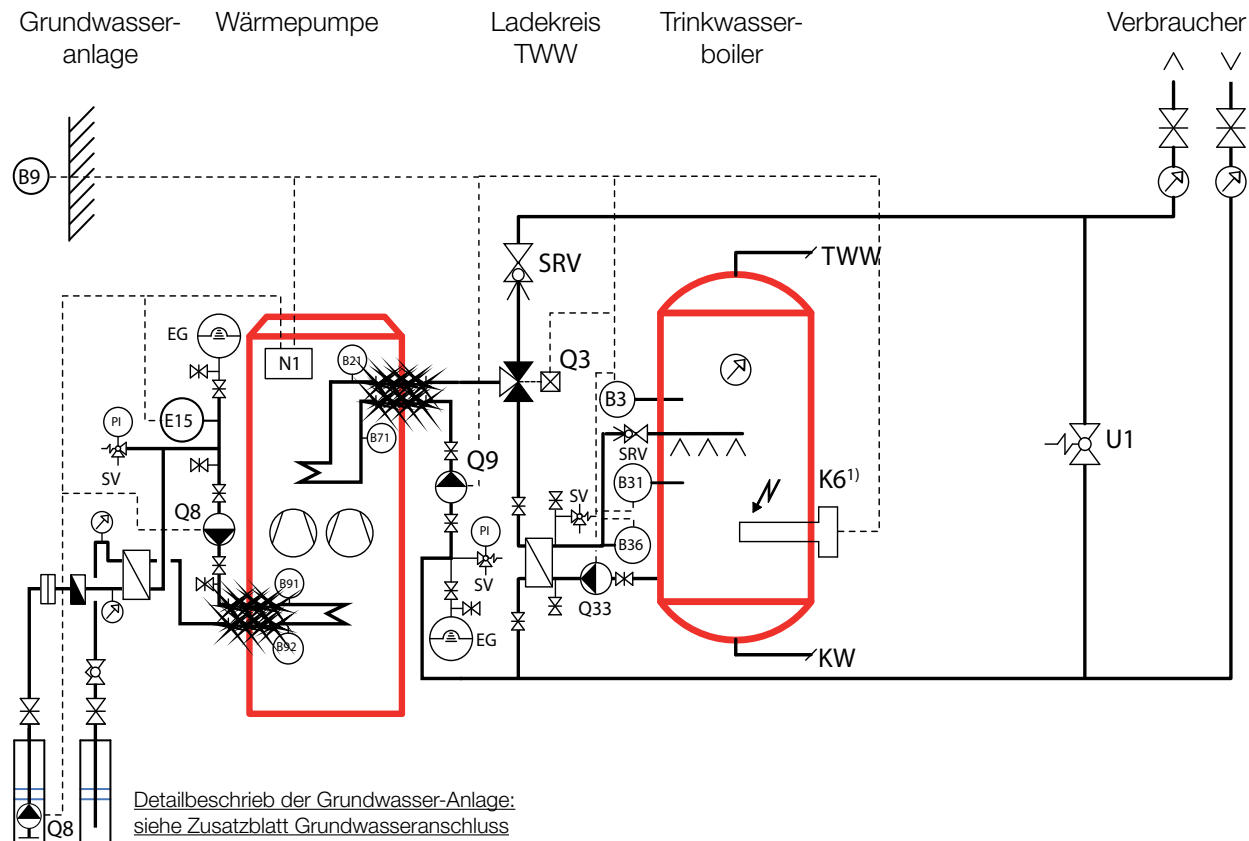 Grundwasser-
anlage
Wärmepumpe
Ladekreis
TWW
Trinkwasser-
boiler
Verbraucher
B9
SRV
TWW
EG
N1
B21
Q3
B3
E15
PI
SV
B71
Q9
SRV
U1
B31
K6¹⁾
Q8
SV
PI
B36
SV
B91
Q33
B92
EG
KW
Q8
Detailbeschrieb der Grundwasser-Anlage:
siehe Zusatzblatt Grundwasseranschluss